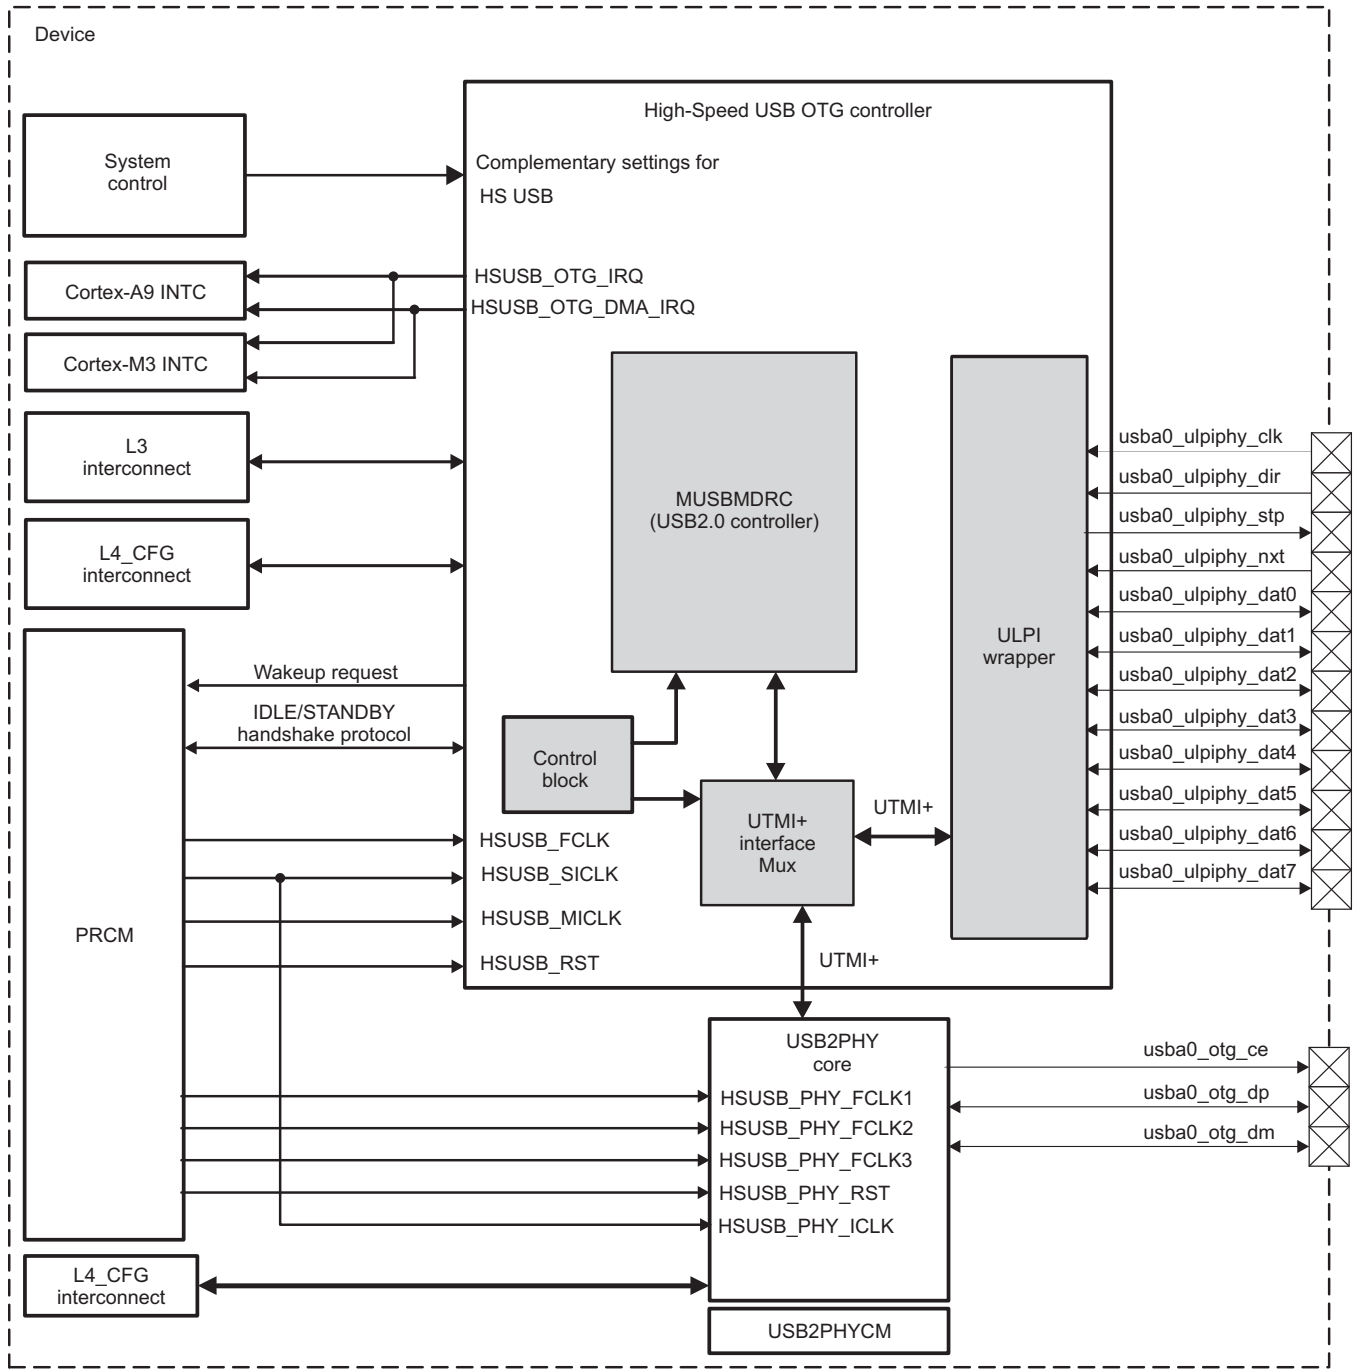 Device
High-Speed USB OTG controller
System
control
Complementary settings for
HS USB
Cortex-A9 INTC
HSUSB_OTG_IRQ
HSUSB_OTG_DMA_IRQ
Cortex-M3 INTC
L3
interconnect
L4_CFG
interconnect
MUSBMDRC
(USB2.0 controller)
ULPI
wrapper
usba0_ulpiphy_clk
usba0_ulpiphy_dir
usba0_ulpiphy_stp
usba0_ulpiphy_nxt
usba0_ulpiphy_dat0
usba0_ulpiphy_dat1
usba0_ulpiphy_dat2
usba0_ulpiphy_dat3
usba0_ulpiphy_dat4
usba0_ulpiphy_dat5
usba0_ulpiphy_dat6
usba0_ulpiphy_dat7
Wakeup request
IDLE/STANDBY
handshake protocol
Control
block
UTMI+
interface
Mux
UTMI+
PRCM
HSUSB_FCLK
HSUSB_SICLK
HSUSB_MICLK
HSUSB_RST
UTMI+
USB2PHY
core
HSUSB_PHY_FCLK1
HSUSB_PHY_FCLK2
HSUSB_PHY_FCLK3
HSUSB_PHY_RST
HSUSB_PHY_ICLK
usba0_otg_ce
usba0_otg_dp
usba0_otg_dm
L4_CFG
interconnect
USB2PHYCM